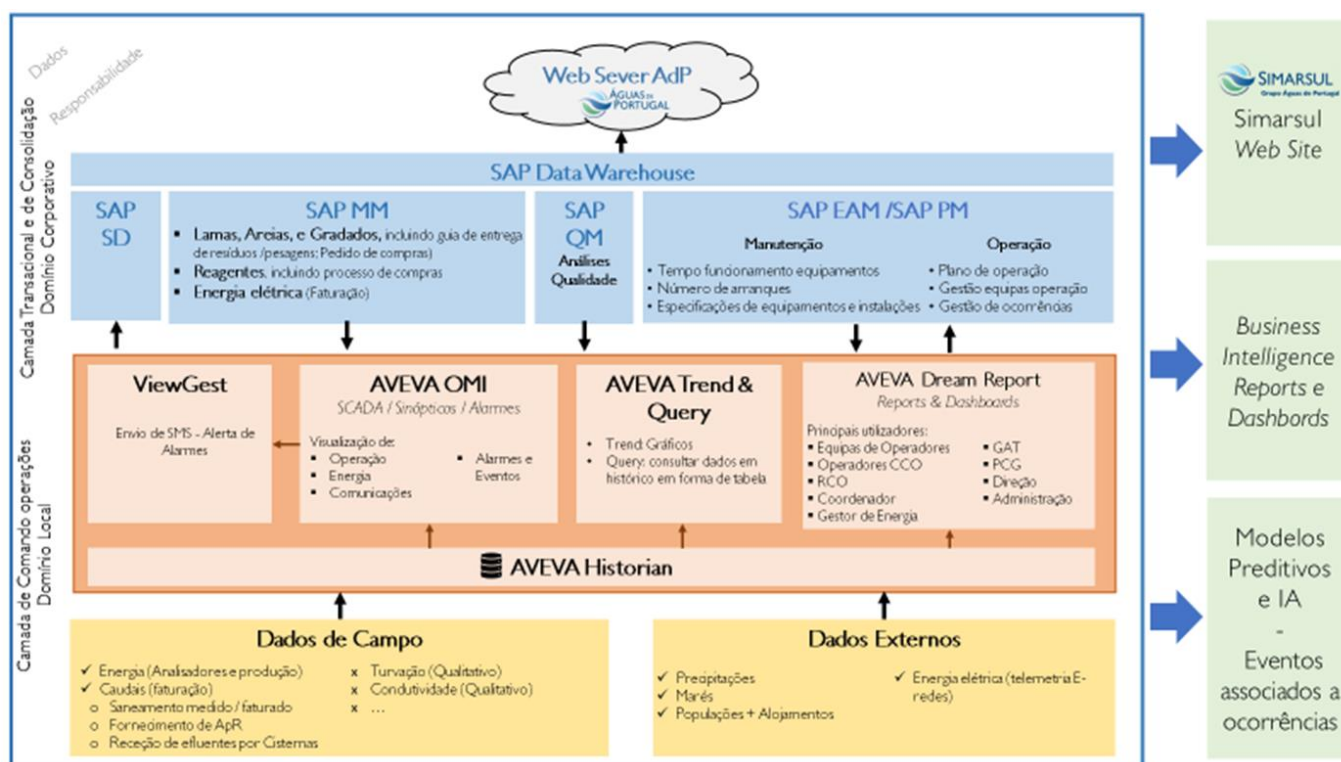 Dados
Responsabilidade
Camada Transacional e de Consolidação
Domínio Corporativo
Camada de Comando operações
Domínio Local
Web Sever AdP
ÁGUAS DE
PORTUGAL
SAP Data Warehouse
SAP
SD
SAP MM
▪ Lamas, Areias, e Gradados, incluindo guia de entrega
de resíduos /pesagens; Pedido de compras)
▪ Reagentes, incluindo processo de compras
▪ Energia elétrica (Faturação)
SAP
QM
Análises
Qualidade
SAP EAM /SAP PM
Manutenção
• Tempo funcionamento equipamentos
• Número de arranques
• Especificações de equipamentos e instalações
Operação
• Plano de operação
• Gestão equipas operação
• Gestão de ocorrências
ViewGest
Envio de SMS - Alerta de
Alarmes
AVEVA OMI
SCADA / Sinópticos / Alarmes
Visualização de:
▪ Operação
▪ Energia
▪ Comunicações
▪ Alarmes e
Eventos
AVEVA Trend &
Query
• Trend: Gráficos
• Query: consultar dados em
histórico em forma de tabela
AVEVA Dream Report
Reports & Dashboards
Principais utilizadores:
▪ Equipas de Operadores
▪ Operadores CCO
▪ RCO
▪ Coordenador
▪ Gestor de Energia
▪ GAT
▪ PCG
▪ Direção
▪ Administração
AVEVA Historian
Dados de Campo
✓ Energia (Analisadores e produção)
✓ Caudais (faturação)
o Saneamento medido / faturado
o Fornecimento de ApR
o Receção de efluentes por Cisternas
x Turvação (Qualitativo)
x Condutividade (Qualitativo)
x ...
Dados Externos
✓ Precipitações
✓ Marés
✓ Populações + Alojamentos
✓ Energia elétrica (telemetria E-
redes)
SIMARSUL
Grupo Águas de Portugal
Simarsul
Web Site
Business
Intelligence
Reports e
Dashbords
Modelos
Preditivos
e IA
-
Eventos
associados a
ocorrências